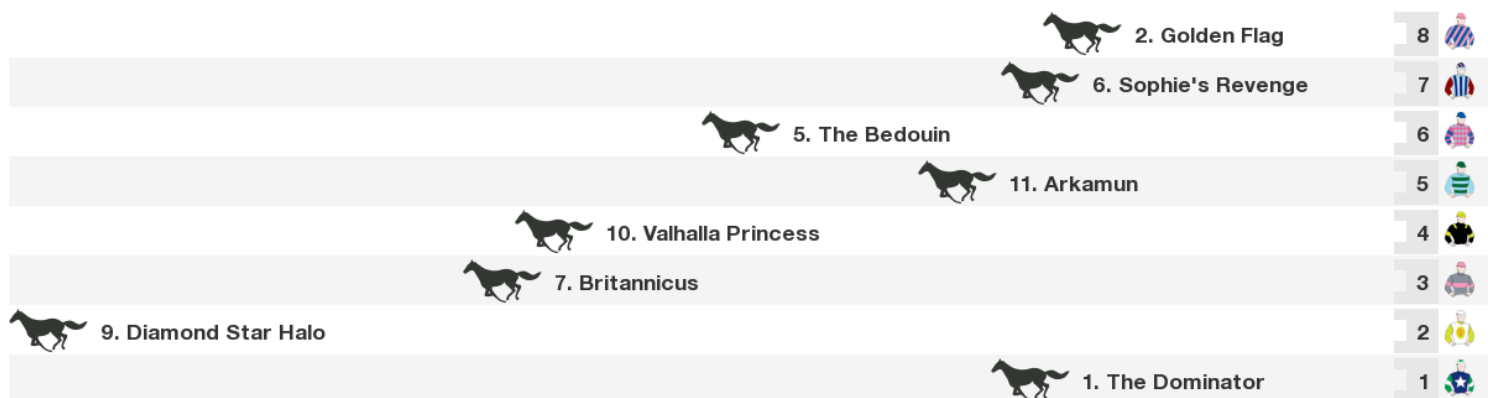 2. Golden Flag 8
6. Sophie's Revenge 7
5. The Bedouin 6
11. Arkamun 5
10. Valhalla Princess 4
7. Britannicus 3
9. Diamond Star Halo 2
1. The Dominator 1